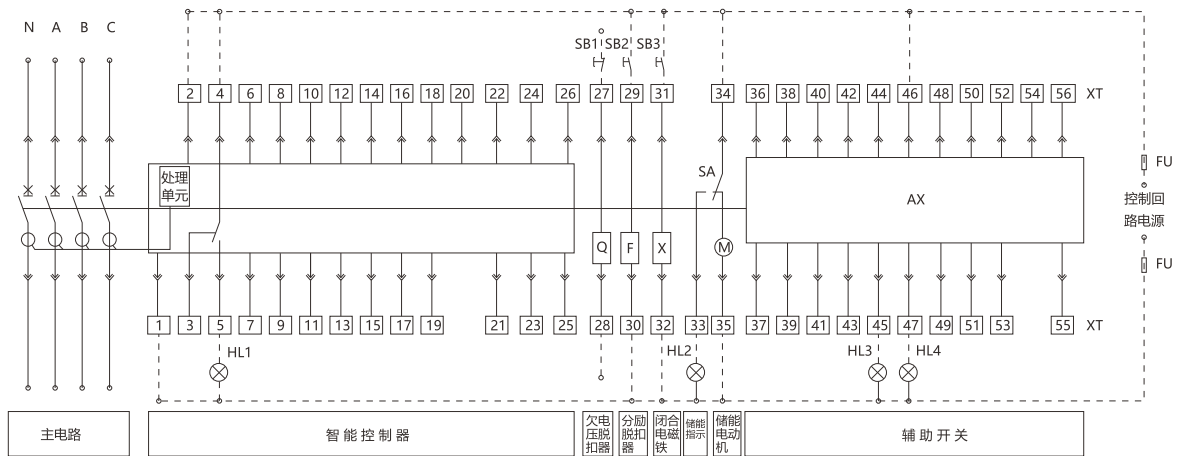 N A B C
SB1 SB2 SB3
2 4 6 8 10 12 14 16 18 20 22 24 26 27 29 31 34 36 38 40 42 44 46 48 50 52 54 56 XT
FU
处理
单元
SA
AX
控制回
路电源
Q F X M
FU
1 3 5 7 9 11 13 15 17 19 21 23 25 28 30 32 33 35 37 39 41 43 45 47 49 51 53 55 XT
HL1 HL2 HL3 HL4
主电路
智能控制器
欠电
压脱
扣器
分励
脱扣
器
闭合
电磁
铁
储能
指示
储能
电动
机
辅助开关